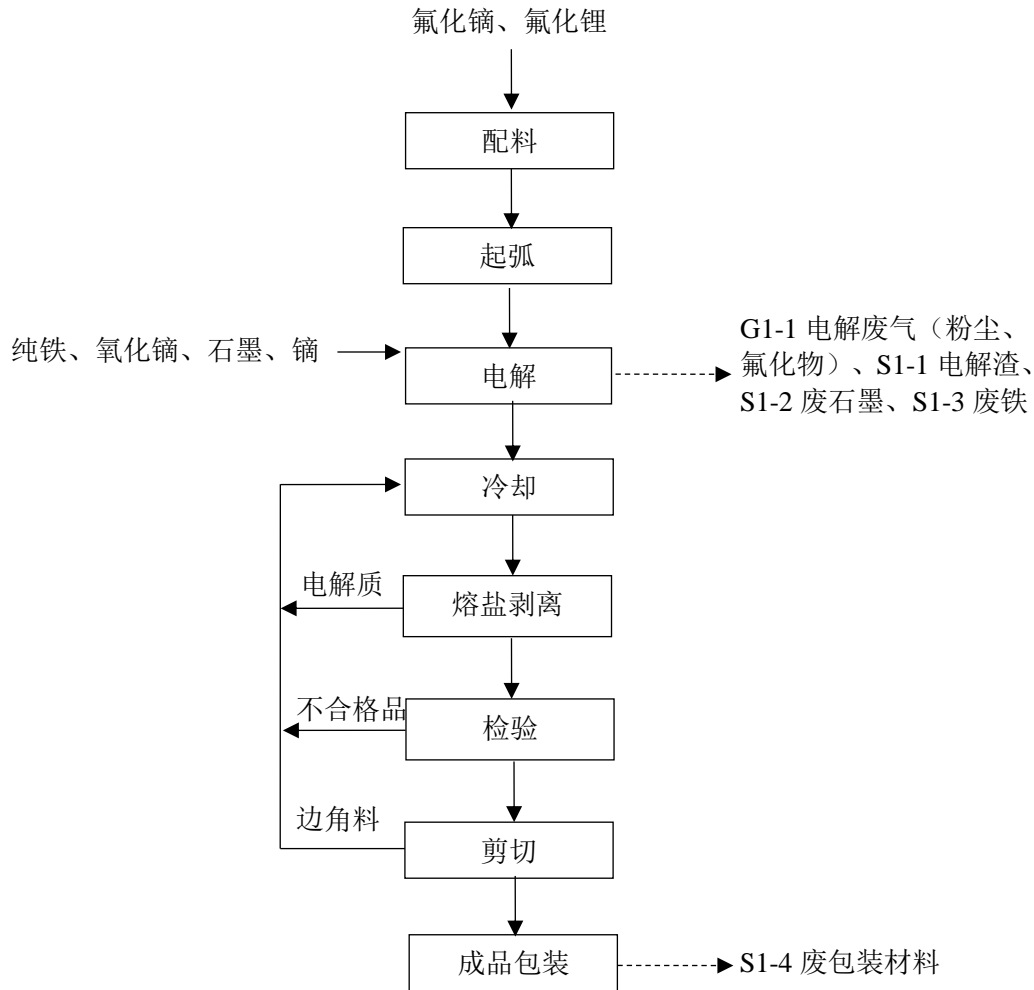 氟化镝、氟化锂
配料
起弧
纯铁、氧化镝、石墨、镝
电解
G1-1 电解废气（粉尘、
氟化物）、S1-1 电解渣、
S1-2 废石墨、S1-3 废铁
冷却
电解质
熔盐剥离
不合格品
检验
边角料
剪切
成品包装
S1-4 废包装材料